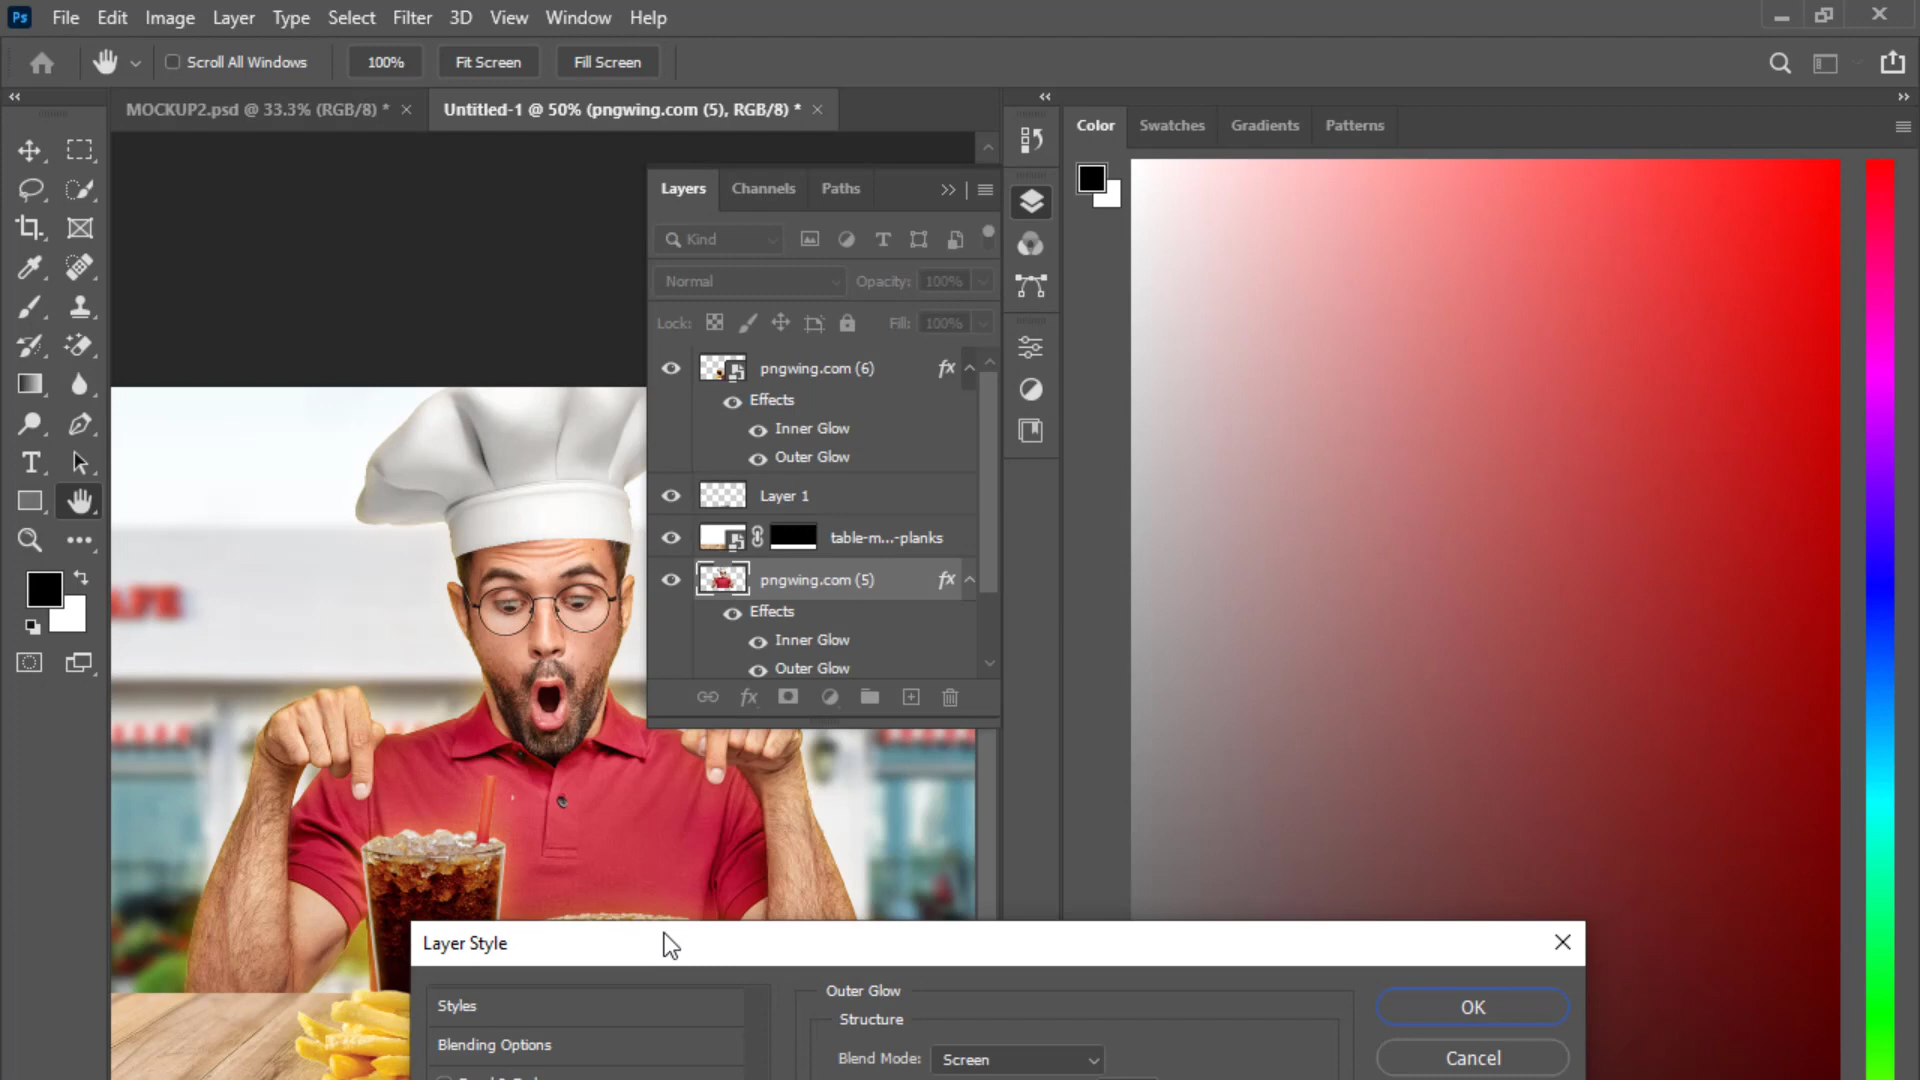 Ps File Edit Image Layer Type Select Filter 3D View Window Help
Scroll All Windows 100% Fit Screen Fill Screen
MOCKUP2.psd @ 33.3% (RGB/8) * Untitled-1 @ 50% (pngwing.com (5), RGB/8) *
Color Swatches Gradients Patterns
Layers Channels Paths
Kind
Normal Opacity: 100%
Lock: Fill: 100%
pngwing.com (6) fx
Effects
Inner Glow
Outer Glow
Layer 1
table-m...-planks
pngwing.com (5) fx
Effects
Inner Glow
Outer Glow
fx
Layer Style
Styles
Blending Options
Outer Glow
Structure
Blend Mode: Screen
OK
Cancel